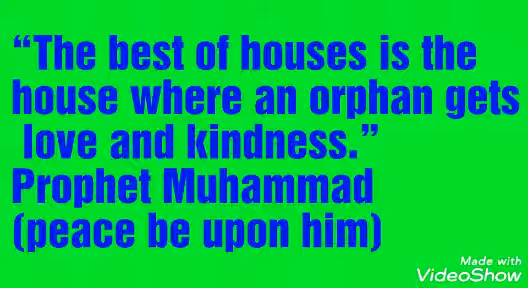 “The best of houses is the
house where an orphan gets
love and kindness.”
Prophet Muhammad
(peace be upon him)
Made with
VideoShow